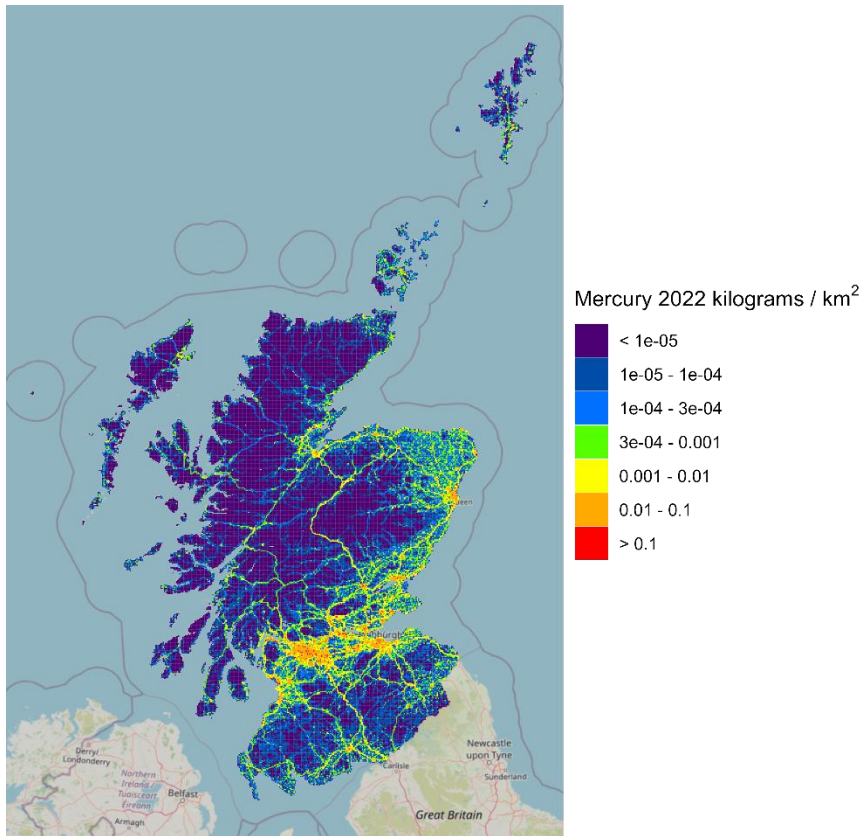 Mercury 2022 kilograms / km²
< 1e-05
1e-05 - 1e-04
1e-04 - 3e-04
3e-04 - 0.001
0.001 - 0.01
0.01 - 0.1
> 0.1
Derry/
Londonderry
Northern
Ireland /
Tuaisceart
Éireann
Belfast
Armagh
Newcastle
upon Tyne
Sunderland
Carlisle
Great Britain